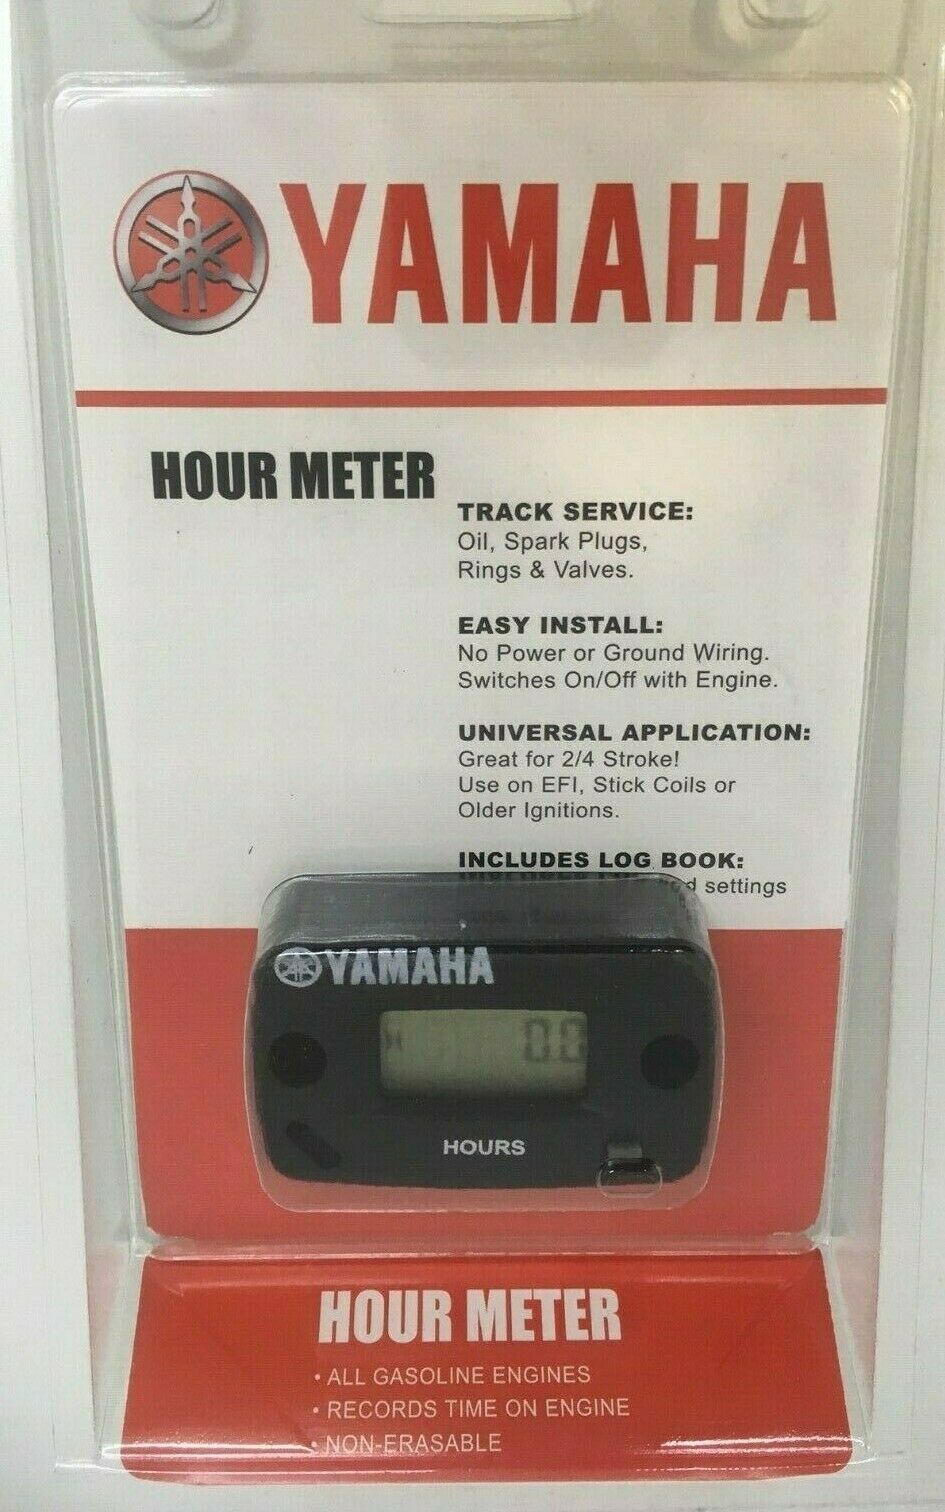 YAMAHA
HOUR METER
TRACK SERVICE:
Oil, Spark Plugs,
Rings & Valves.
EASY INSTALL:
No Power or Ground Wiring.
Switches On/Off with Engine.
UNIVERSAL APPLICATION:
Great for 2/4 Stroke!
Use on EFI, Stick Coils or
Older Ignitions.
INCLUDES LOG BOOK:
settings
YAMAHA
H 0.0
HOURS
HOUR METER
• ALL GASOLINE ENGINES
• RECORDS TIME ON ENGINE
• NON-ERASABLE